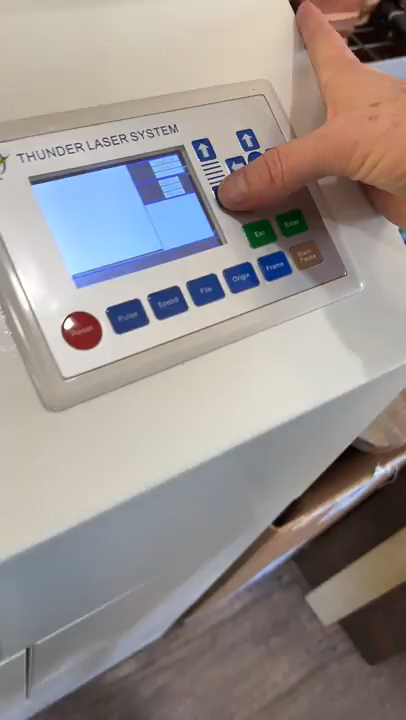 THUNDER LASER SYSTEM
Esc
Enter
Reset
Pulse
Speed
File
Origin
Frame
Start-
Pause